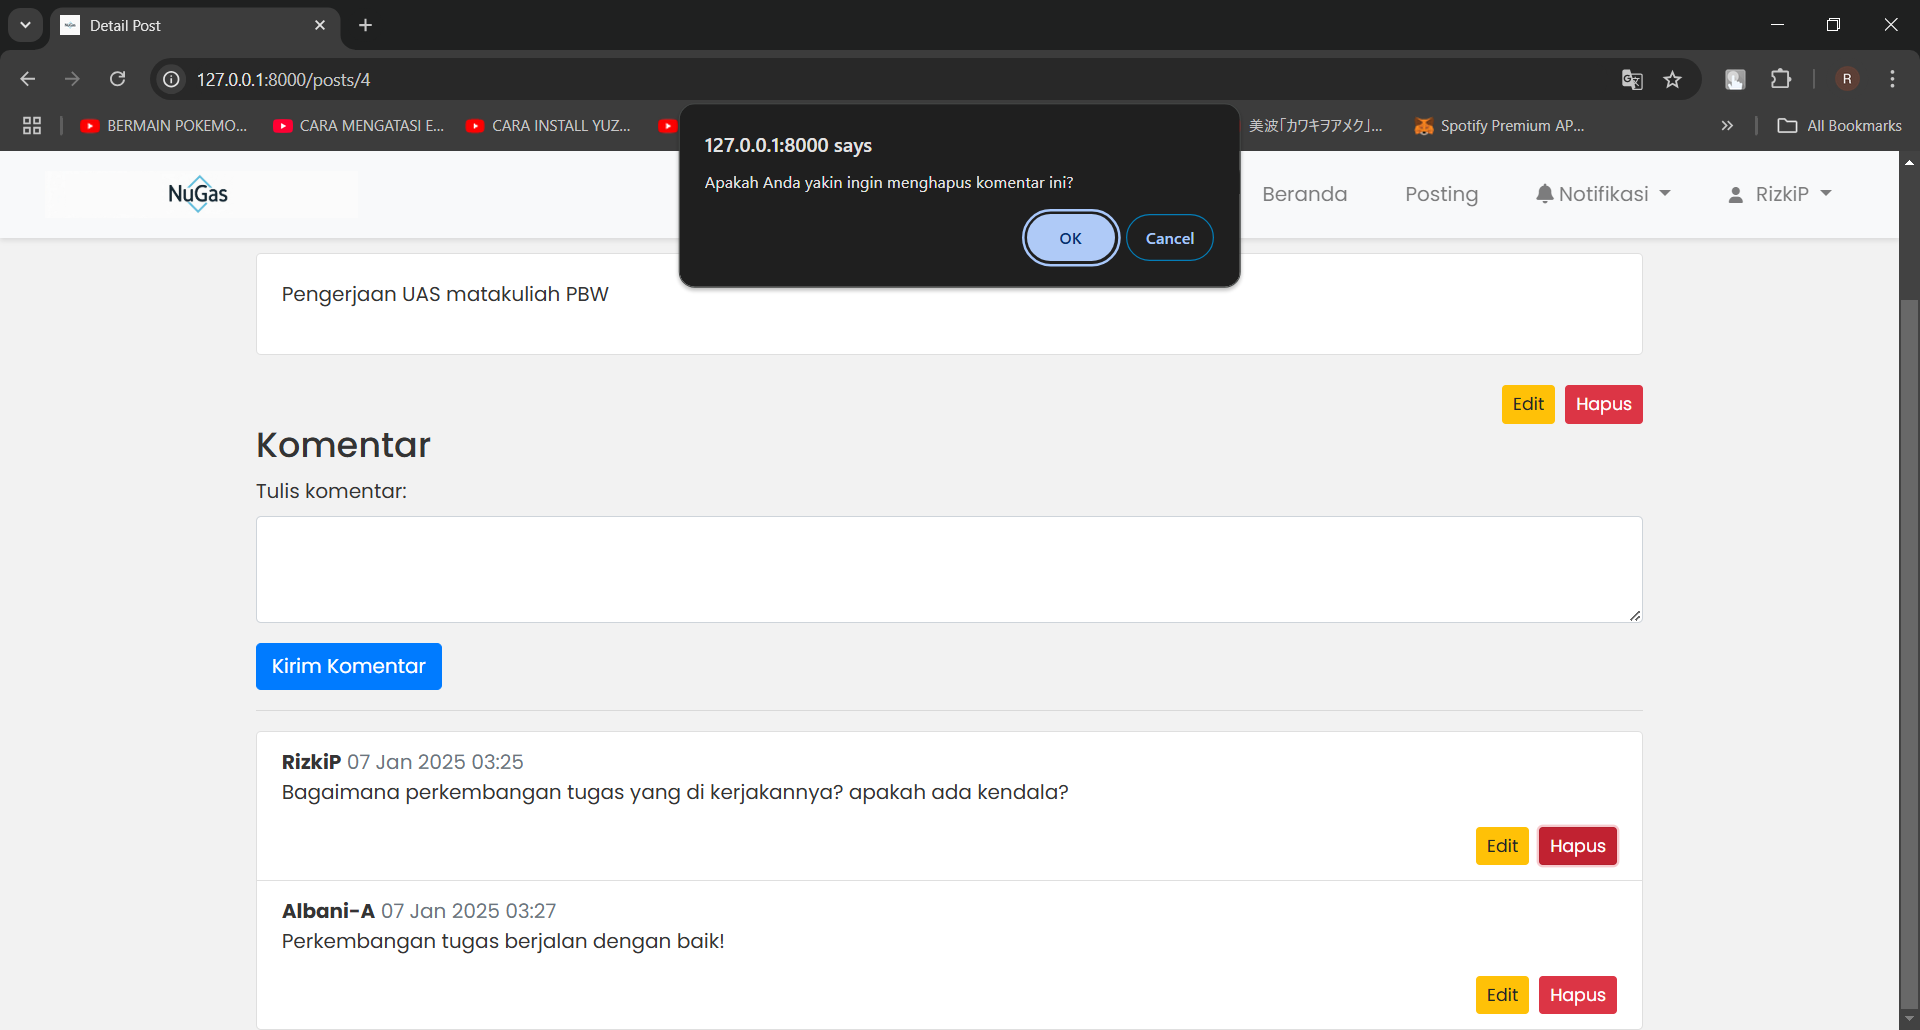 Detail Post
127.0.0.1:8000/posts/4
BERMAIN POKEMO...
CARA MENGATASI E...
CARA INSTALL YUZ...
美波「カワキヲアメク」...
Spotify Premium AP...
All Bookmarks
R
127.0.0.1:8000 says
Apakah Anda yakin ingin menghapus komentar ini?
OK
Cancel
NuGas
Beranda
Posting
Notifikasi
RizkiP
Pengerjaan UAS matakuliah PBW
Edit
Hapus
Komentar
Tulis komentar:
Kirim Komentar
RizkiP 07 Jan 2025 03:25
Bagaimana perkembangan tugas yang di kerjakannya? apakah ada kendala?
Edit
Hapus
Albani-A 07 Jan 2025 03:27
Perkembangan tugas berjalan dengan baik!
Edit
Hapus